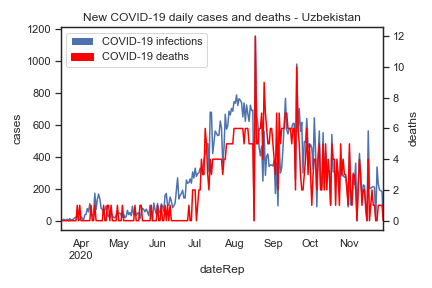 New COVID-19 daily cases and deaths - Uzbekistan
COVID-19 infections
COVID-19 deaths
1200
1000
800
600
400
200
0
cases
12
10
8
6
4
2
0
deaths
Apr May Jun Jul Aug Sep Oct Nov
2020
dateRep